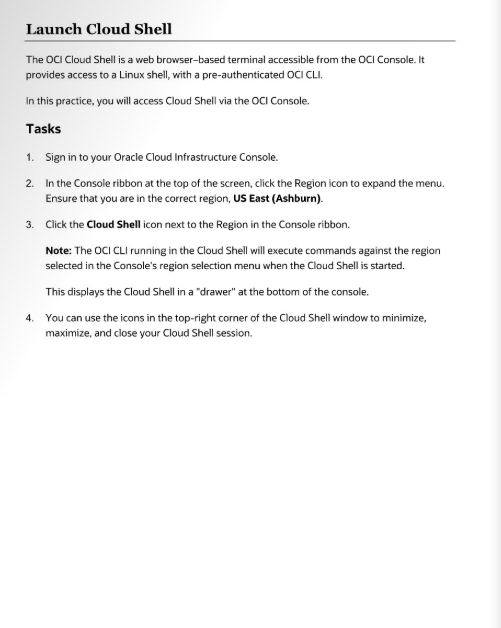 Launch Cloud Shell
The OCI Cloud Shell is a web browser–based terminal accessible from the OCI Console. It
provides access to a Linux shell, with a pre-authenticated OCI CLI.
In this practice, you will access Cloud Shell via the OCI Console.
Tasks
1. Sign in to your Oracle Cloud Infrastructure Console.
2. In the Console ribbon at the top of the screen, click the Region icon to expand the menu.
Ensure that you are in the correct region, US East (Ashburn).
3. Click the Cloud Shell icon next to the Region in the Console ribbon.
Note: The OCI CLI running in the Cloud Shell will execute commands against the region
selected in the Console's region selection menu when the Cloud Shell is started.
This displays the Cloud Shell in a "drawer" at the bottom of the console.
4. You can use the icons in the top-right corner of the Cloud Shell window to minimize,
maximize, and close your Cloud Shell session.